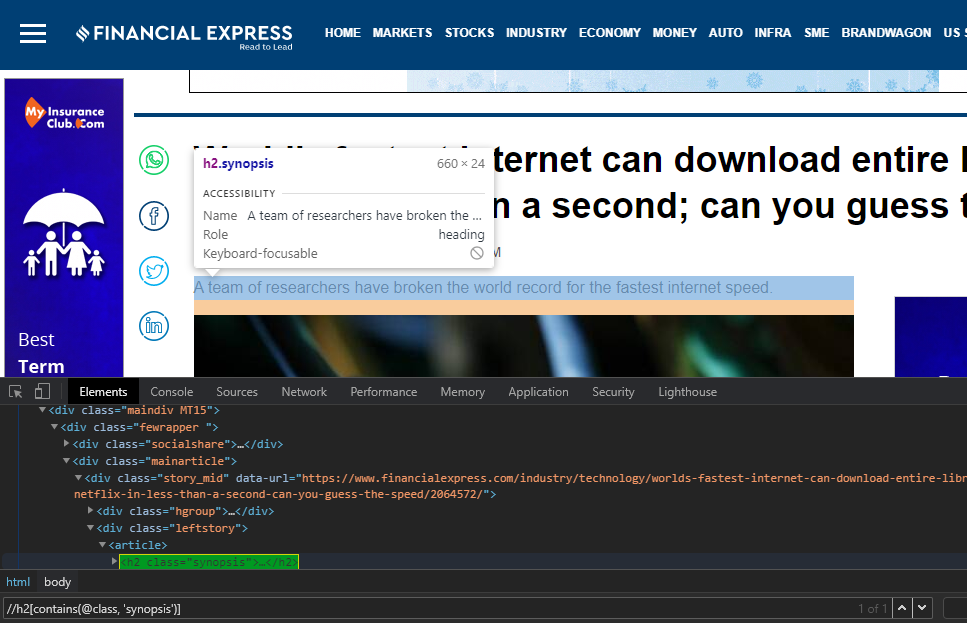 FINANCIAL EXPRESS
Read to Lead
HOME MARKETS STOCKS INDUSTRY ECONOMY MONEY AUTO INFRA SME BRANDWAGON US
My Insurance
Club.Com
Best
Term
nternet can download entire
n a second; can you guess
h2.synopsis 660 × 24
ACCESSIBILITY
Name A team of researchers have broken the ...
Role heading
Keyboard-focusable
M
A team of researchers have broken the world record for the fastest internet speed.
Elements Console Sources Network Performance Memory Application Security Lighthouse
<div class="maindiv MT15">
<div class="fewrapper ">
<div class="socialshare">…</div>
<div class="mainarticle">
<div class="story_mid" data-url="https://www.financialexpress.com/industry/technology/worlds-fastest-internet-can-download-entire-libr
netflix-in-less-than-a-second-can-you-guess-the-speed/2064572/">
<div class="hgroup">…</div>
<div class="leftstory">
<article>
<h2 class="synopsis">…</h2>
html body
//h2[contains(@class, 'synopsis')] 1 of 1